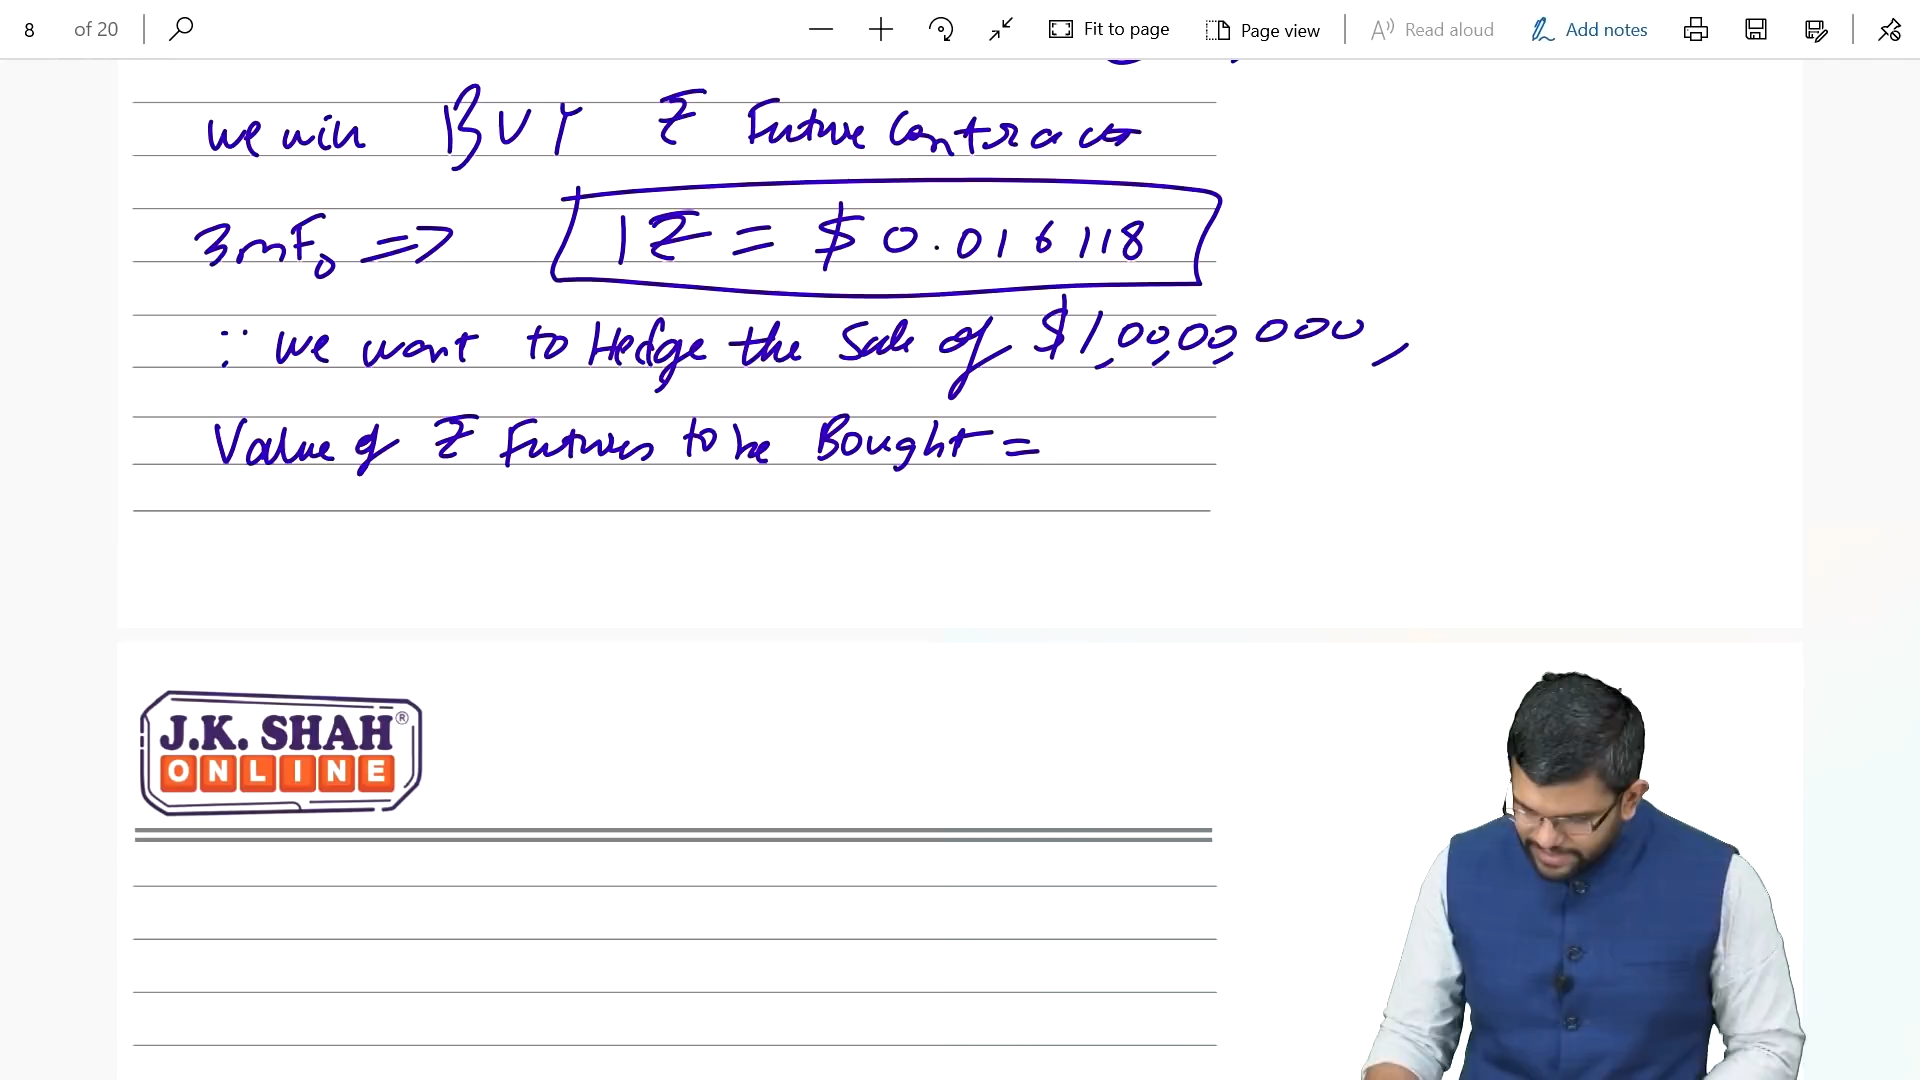 8 of 20 Fit to page Page view Read aloud Add notes
we will BUY ₹ Future Contracts
3mF₀ => 1₹ = $ 0.016118
∵ we want to Hedge the Sale of $1,00,00,000,
Value of ₹ Futures to be Bought =
J.K. SHAH®
ONLINE